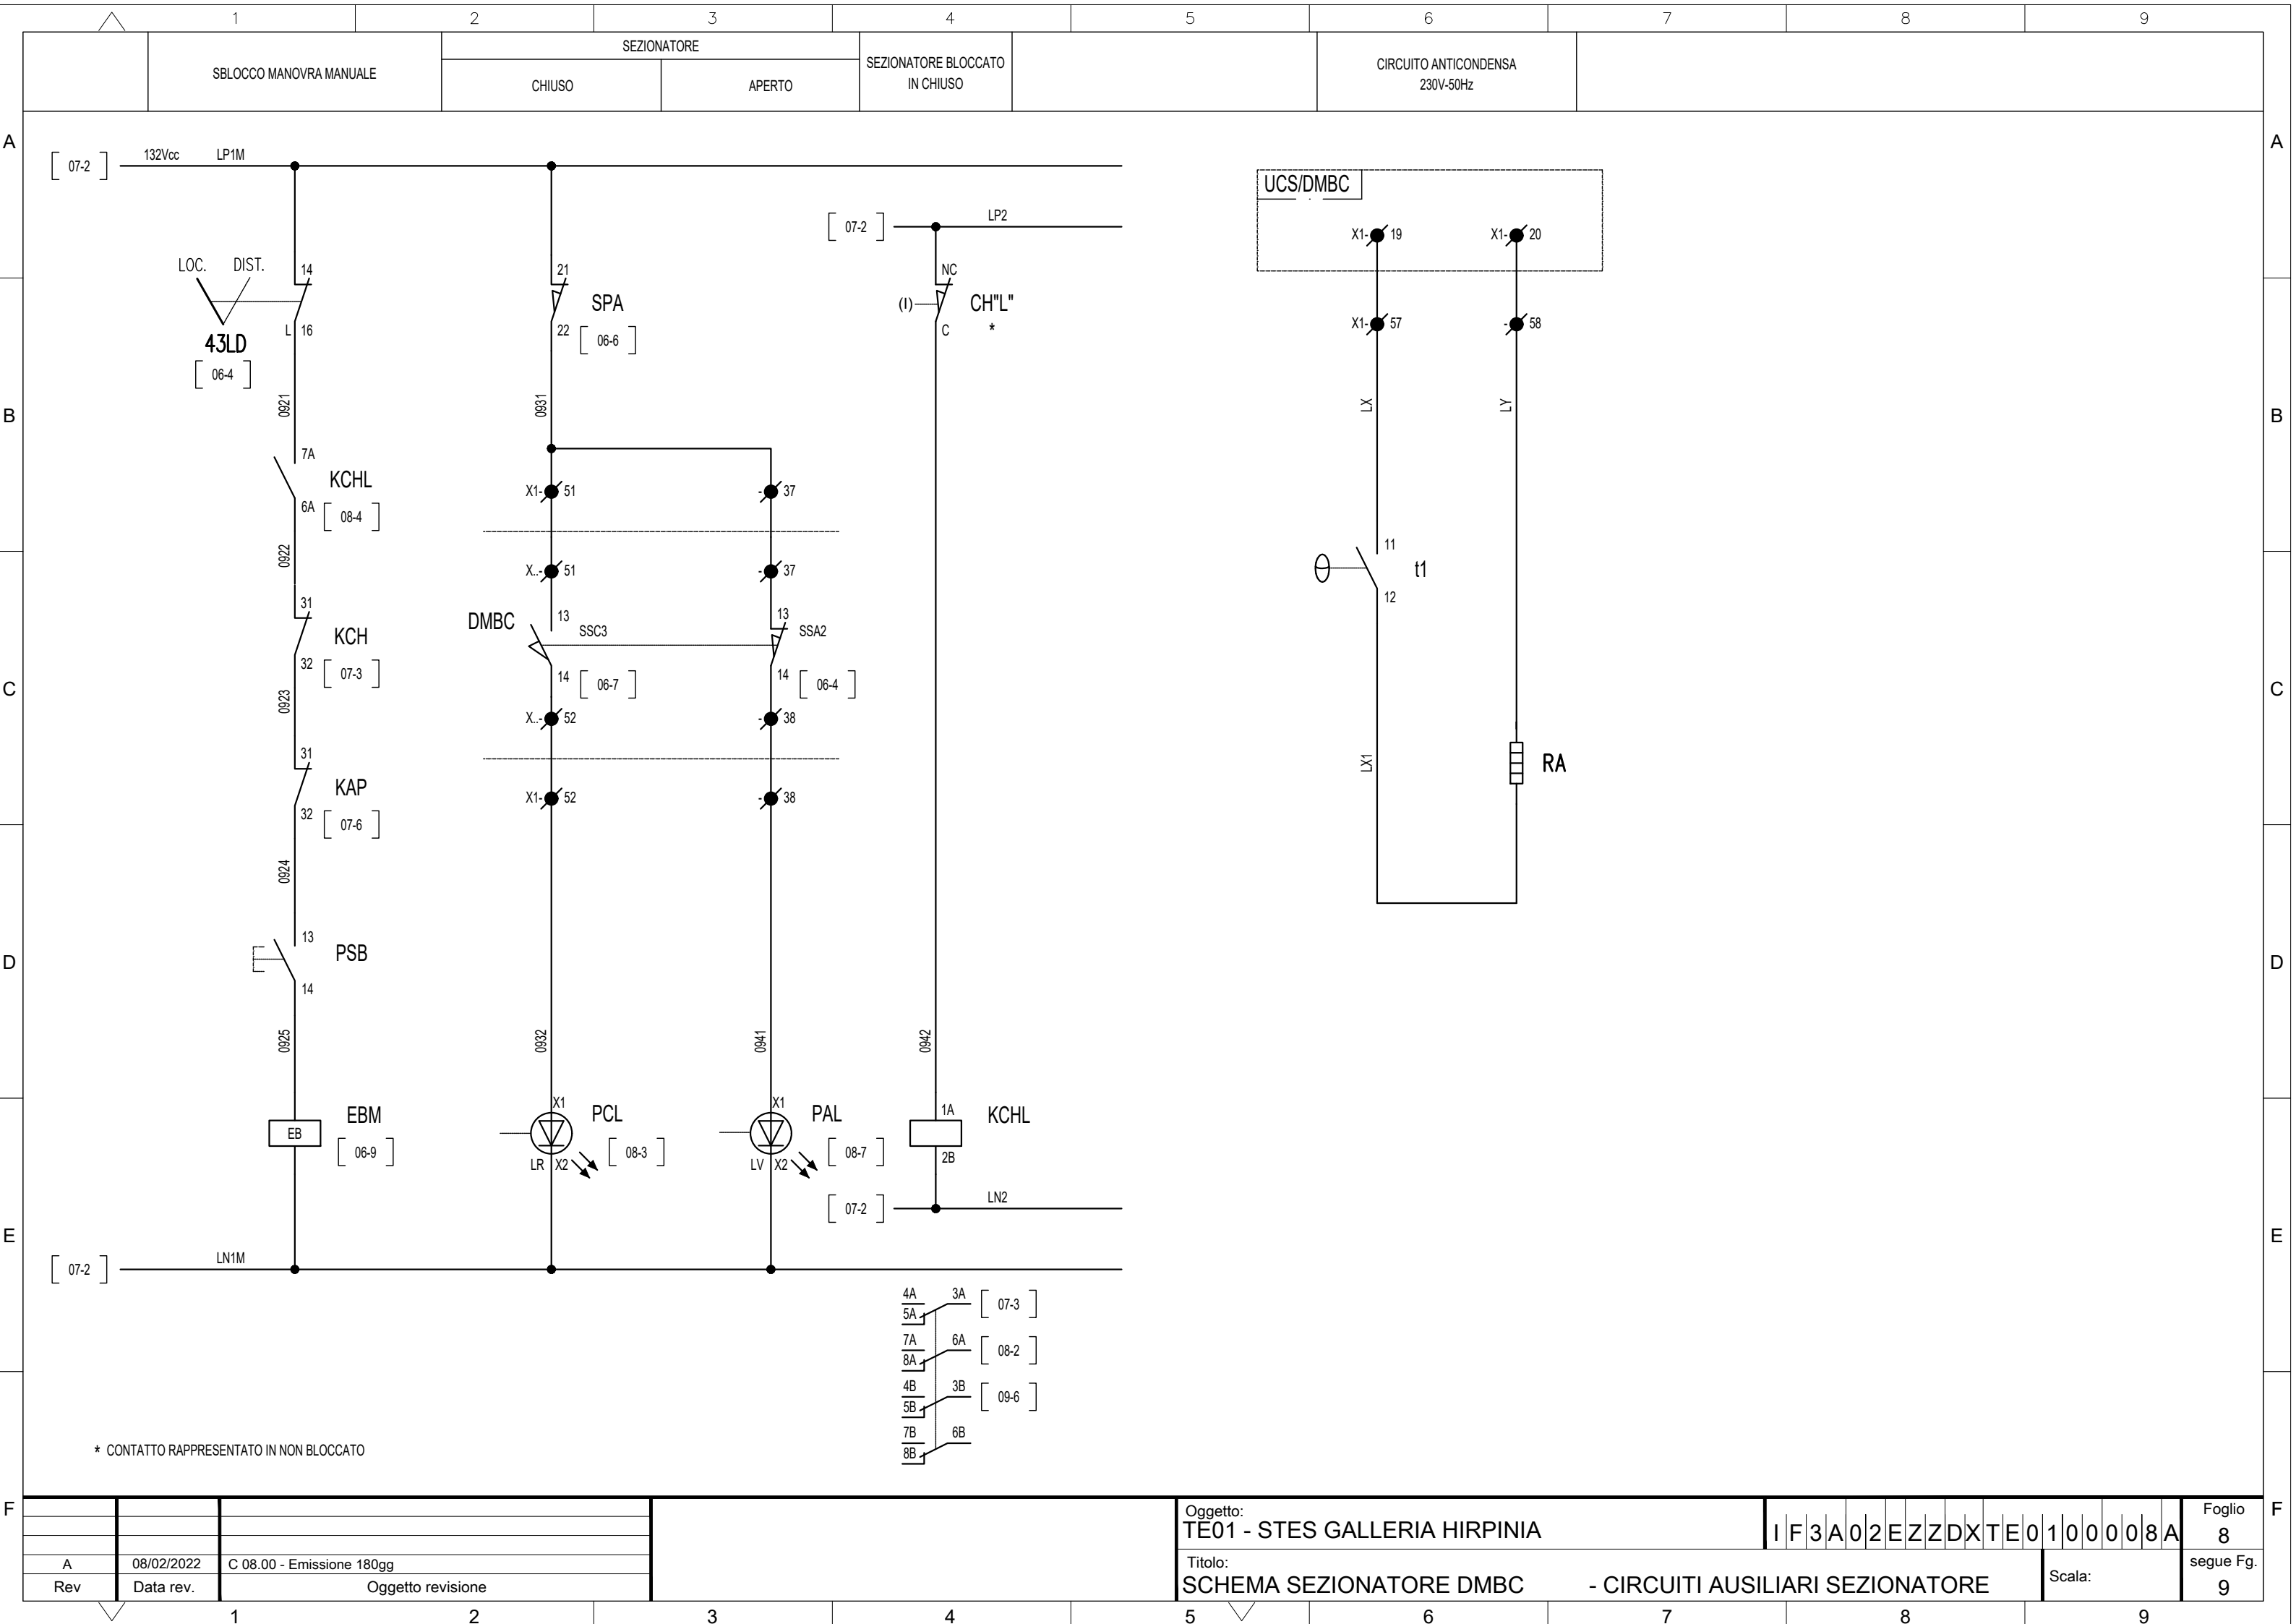 1 2 3 4 5 6 7 8 9
SBLOCCO MANOVRA MANUALE
SEZIONATORE
CHIUSO
APERTO
SEZIONATORE BLOCCATO
IN CHIUSO
CIRCUITO ANTICONDENSA
230V-50Hz
A
A
07-2
132Vcc
LP1M
07-2
LP2
UCS/DMBC
X1- 19
X1- 20
LOC.
DIST.
14
L
16
43LD
06-4
21
SPA
22
06-6
NC
(I)
CH"L"
C
*
X1- 57
- 58
B
B
0921
0931
LX
LY
7A
KCHL
6A
08-4
X1- 51
- 37
0922
X..- 51
- 37
11
t1
12
31
KCH
32
07-3
DMBC
13
SSC3
14
06-7
13
SSA2
14
06-4
C
C
0923
X..- 52
- 38
31
KAP
32
07-6
X1- 52
- 38
LX1
RA
0924
13
PSB
14
D
D
0925
0932
0941
0942
EB
EBM
06-9
X1
PCL
LR
X2
08-3
X1
PAL
LV
X2
08-7
1A
KCHL
2B
07-2
LN2
E
E
07-2
LN1M
4A
3A
07-3
5A
7A
6A
08-2
8A
4B
3B
09-6
5B
7B
6B
8B
* CONTATTO RAPPRESENTATO IN NON BLOCCATO
F
F
A
08/02/2022
C 08.00 - Emissione 180gg
Rev
Data rev.
Oggetto revisione
Oggetto:
TE01 - STES GALLERIA HIRPINIA
IF3A02EZZDXTE0100008A
Foglio
8
Titolo:
SCHEMA SEZIONATORE DMBC - CIRCUITI AUSILIARI SEZIONATORE
Scala:
segue Fg.
9
1 2 3 4 5 6 7 8 9